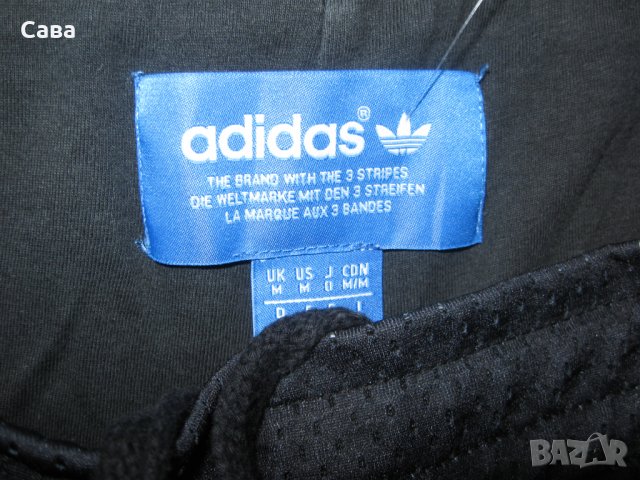 Сава
adidas®
THE BRAND WITH THE 3 STRIPES
DIE WELTMARKE MIT DEN 3 STREIFEN
LA MARQUE AUX 3 BANDES
UK US J CDN
M M O M/M
BAZAR